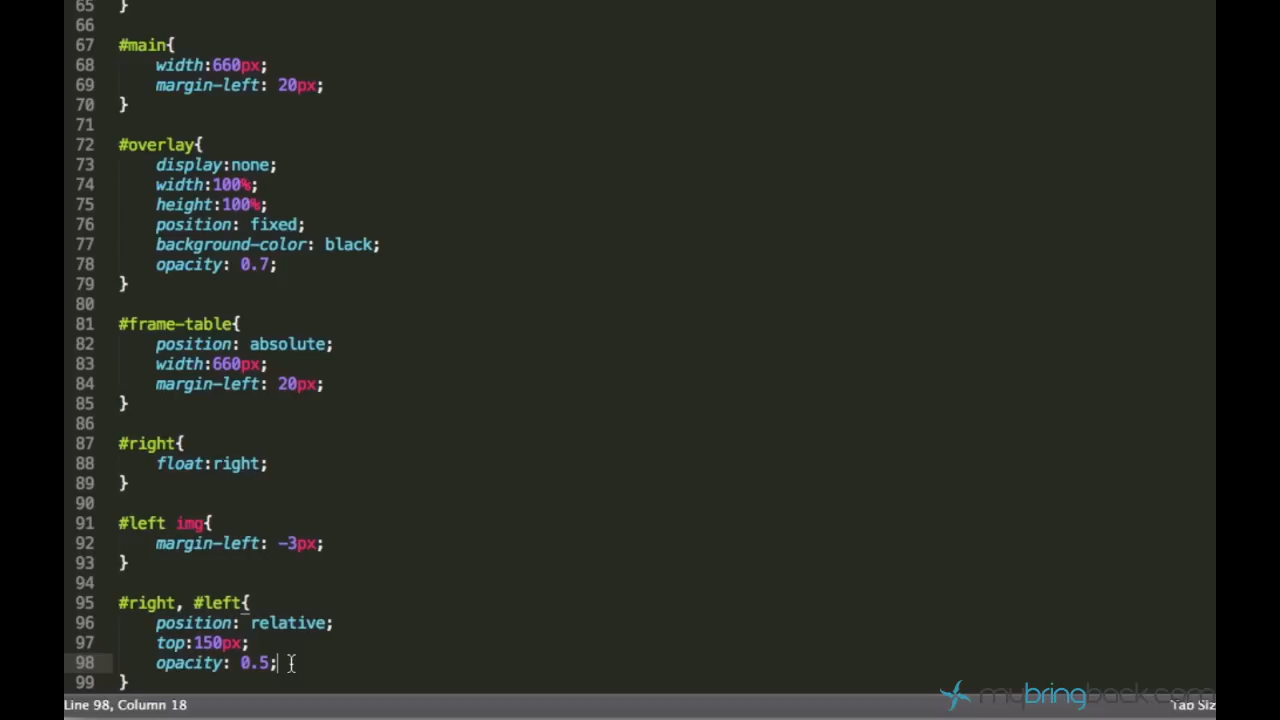 65 }
66
67 #main{
68 width:660px;
69 margin-left: 20px;
70 }
71
72 #overlay{
73 display:none;
74 width:100%;
75 height:100%;
76 position: fixed;
77 background-color: black;
78 opacity: 0.7;
79 }
80
81 #frame-table{
82 position: absolute;
83 width:660px;
84 margin-left: 20px;
85 }
86
87 #right{
88 float:right;
89 }
90
91 #left img{
92 margin-left: -3px;
93 }
94
95 #right, #left{
96 position: relative;
97 top:150px;
98 opacity: 0.5;
99 }
mybringback.com
Line 98, Column 18
Tab Siz